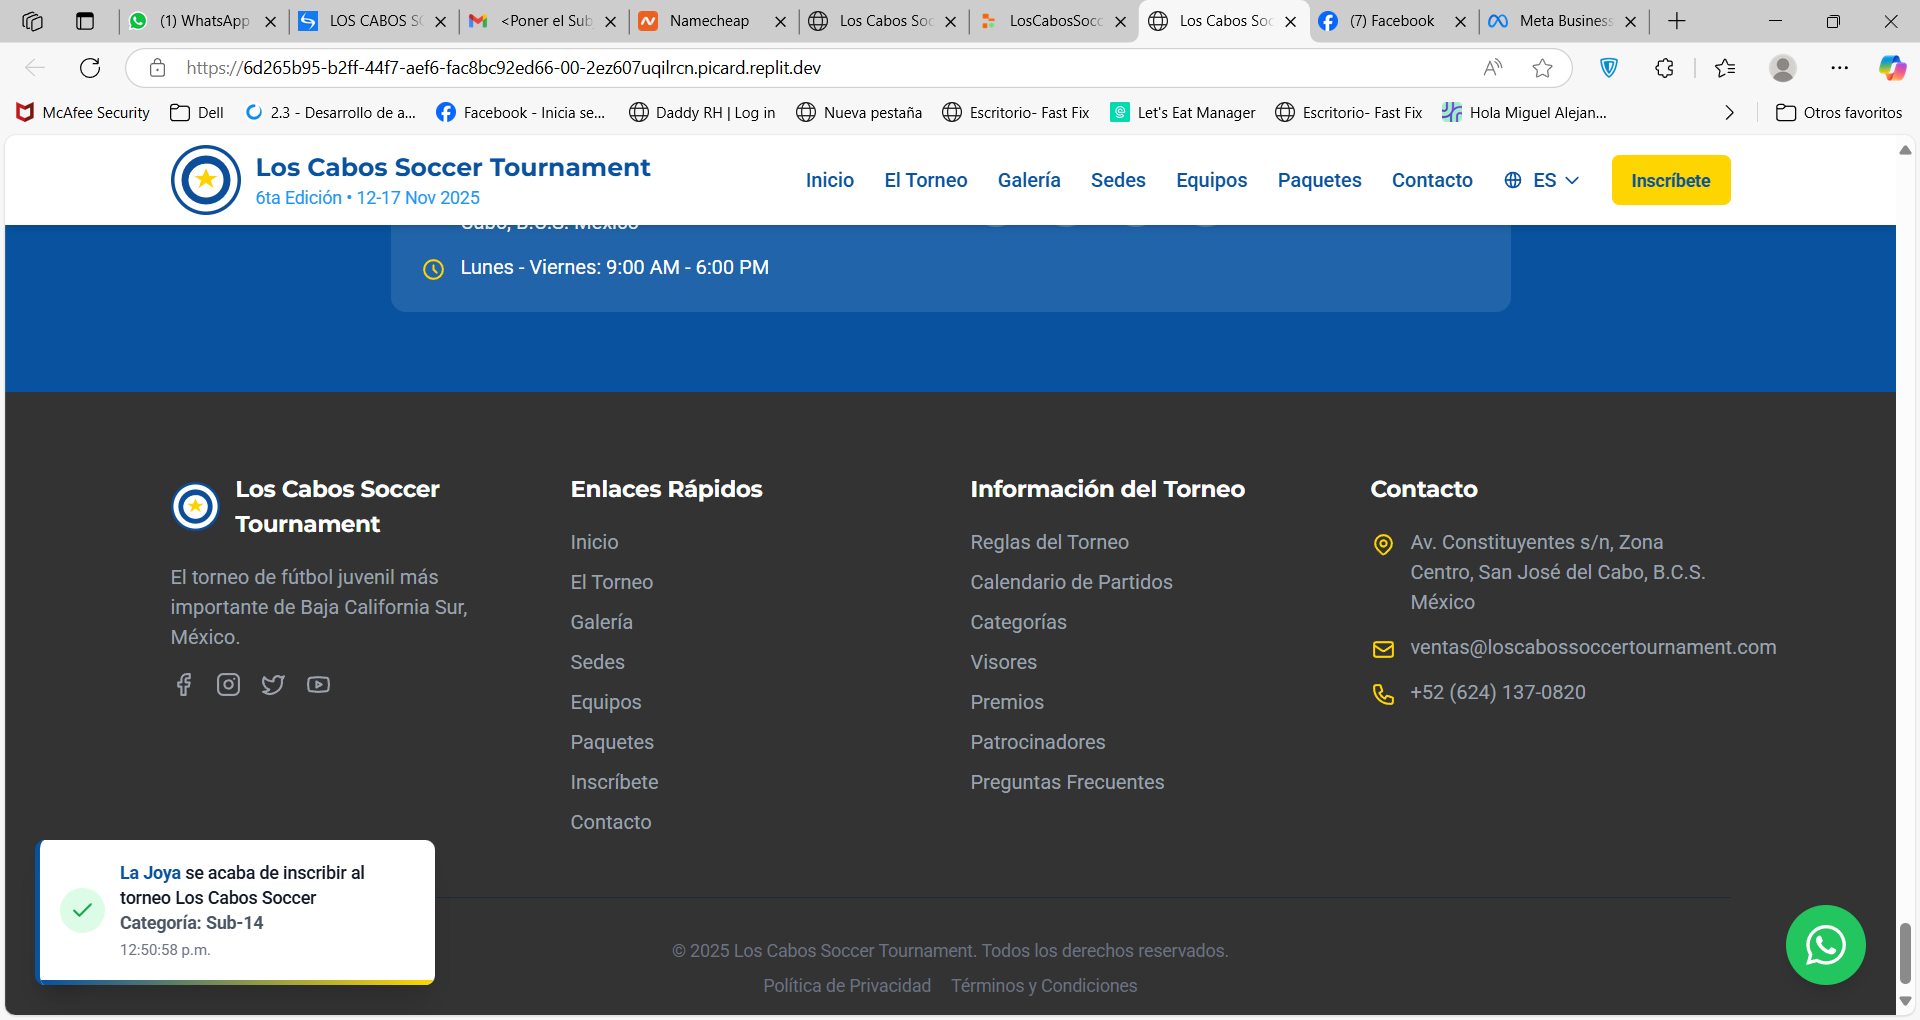 (1) WhatsApp
LOS CABOS SO
<Poner el Sub
Namecheap
Los Cabos Soc
LosCabosSocc
Los Cabos Soc
(7) Facebook
Meta Business
https://6d265b95-b2ff-44f7-aef6-fac8bc92ed66-00-2ez607uqilrcn.picard.replit.dev
McAfee Security
Dell
2.3 - Desarrollo de a...
Facebook - Inicia se...
Daddy RH | Log in
Nueva pestaña
Escritorio- Fast Fix
Let's Eat Manager
Escritorio- Fast Fix
Hola Miguel Alejan...
Otros favoritos
Los Cabos Soccer Tournament
6ta Edición • 12-17 Nov 2025
Inicio
El Torneo
Galería
Sedes
Equipos
Paquetes
Contacto
ES
Inscríbete
Cabo, B.C.S. México
Lunes - Viernes: 9:00 AM - 6:00 PM
Los Cabos Soccer
Tournament
El torneo de fútbol juvenil más
importante de Baja California Sur,
México.
Enlaces Rápidos
Inicio
El Torneo
Galería
Sedes
Equipos
Paquetes
Inscríbete
Contacto
Información del Torneo
Reglas del Torneo
Calendario de Partidos
Categorías
Visores
Premios
Patrocinadores
Preguntas Frecuentes
Contacto
Av. Constituyentes s/n, Zona
Centro, San José del Cabo, B.C.S.
México
ventas@loscabossoccertournament.com
+52 (624) 137-0820
La Joya se acaba de inscribir al
torneo Los Cabos Soccer
Categoría: Sub-14
12:50:58 p.m.
© 2025 Los Cabos Soccer Tournament. Todos los derechos reservados.
Política de Privacidad
Términos y Condiciones